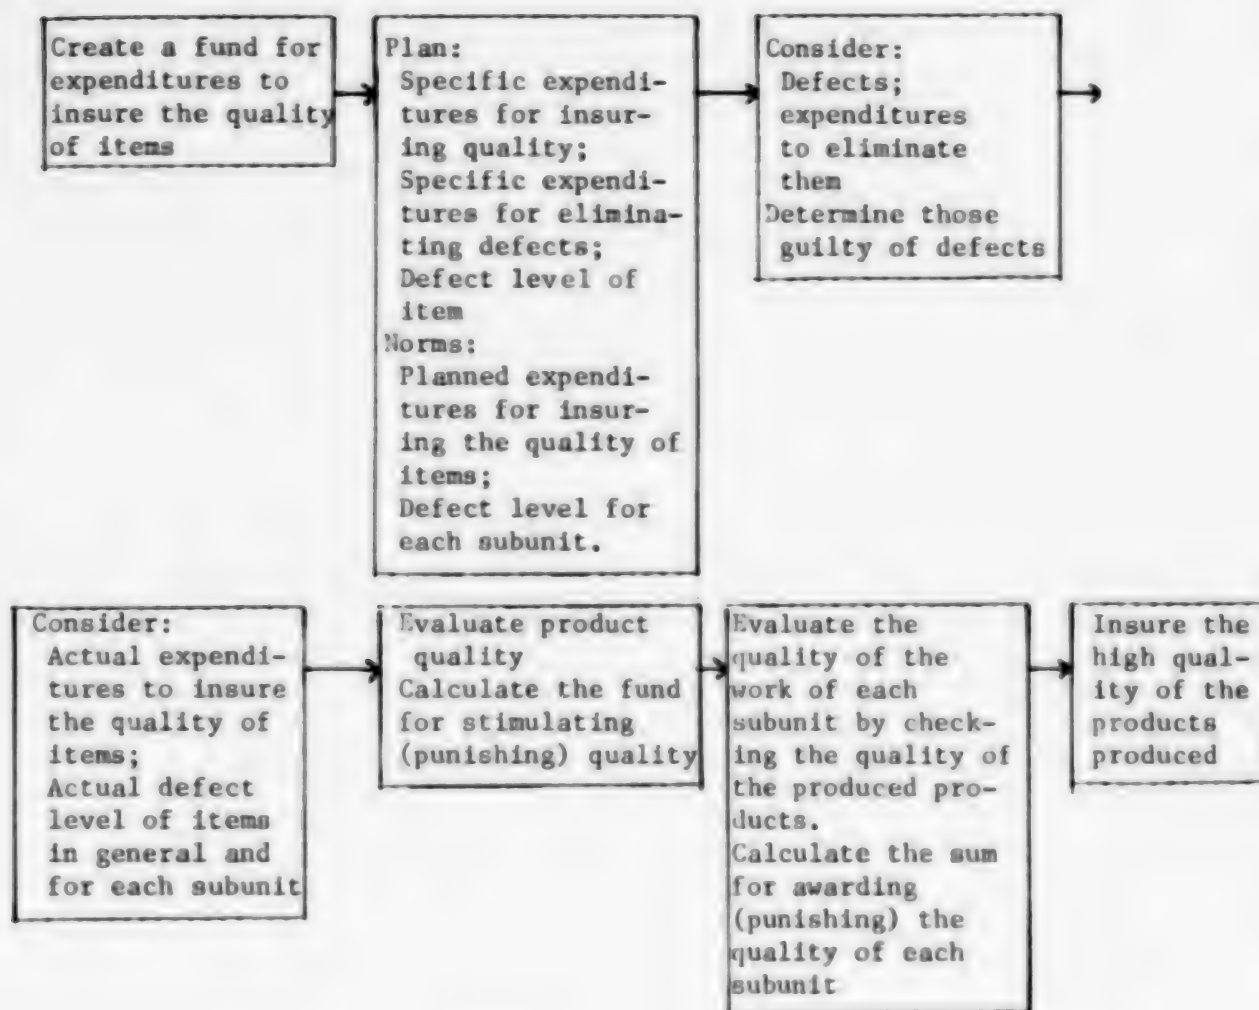 Create a fund for
expenditures to
insure the quality
of items
Plan:
Specific expendi-
tures for insur-
ing quality;
Specific expendi-
tures for elimina-
ting defects;
Defect level of
item
Norms:
Planned expendi-
tures for insur-
ing the quality of
items;
Defect level for
each subunit.
Consider:
Defects;
expenditures
to eliminate
them
Determine those
guilty of defects
Consider:
Actual expendi-
tures to insure
the quality of
items;
Actual defect
level of items
in general and
for each subunit
Evaluate product
quality
Calculate the fund
for stimulating
(punishing) quality
Evaluate the
quality of the
work of each
subunit by check-
ing the quality of
the produced pro-
ducts.
Calculate the sum
for awarding
(punishing) the
quality of each
subunit
Insure the
high qual-
ity of the
products
produced